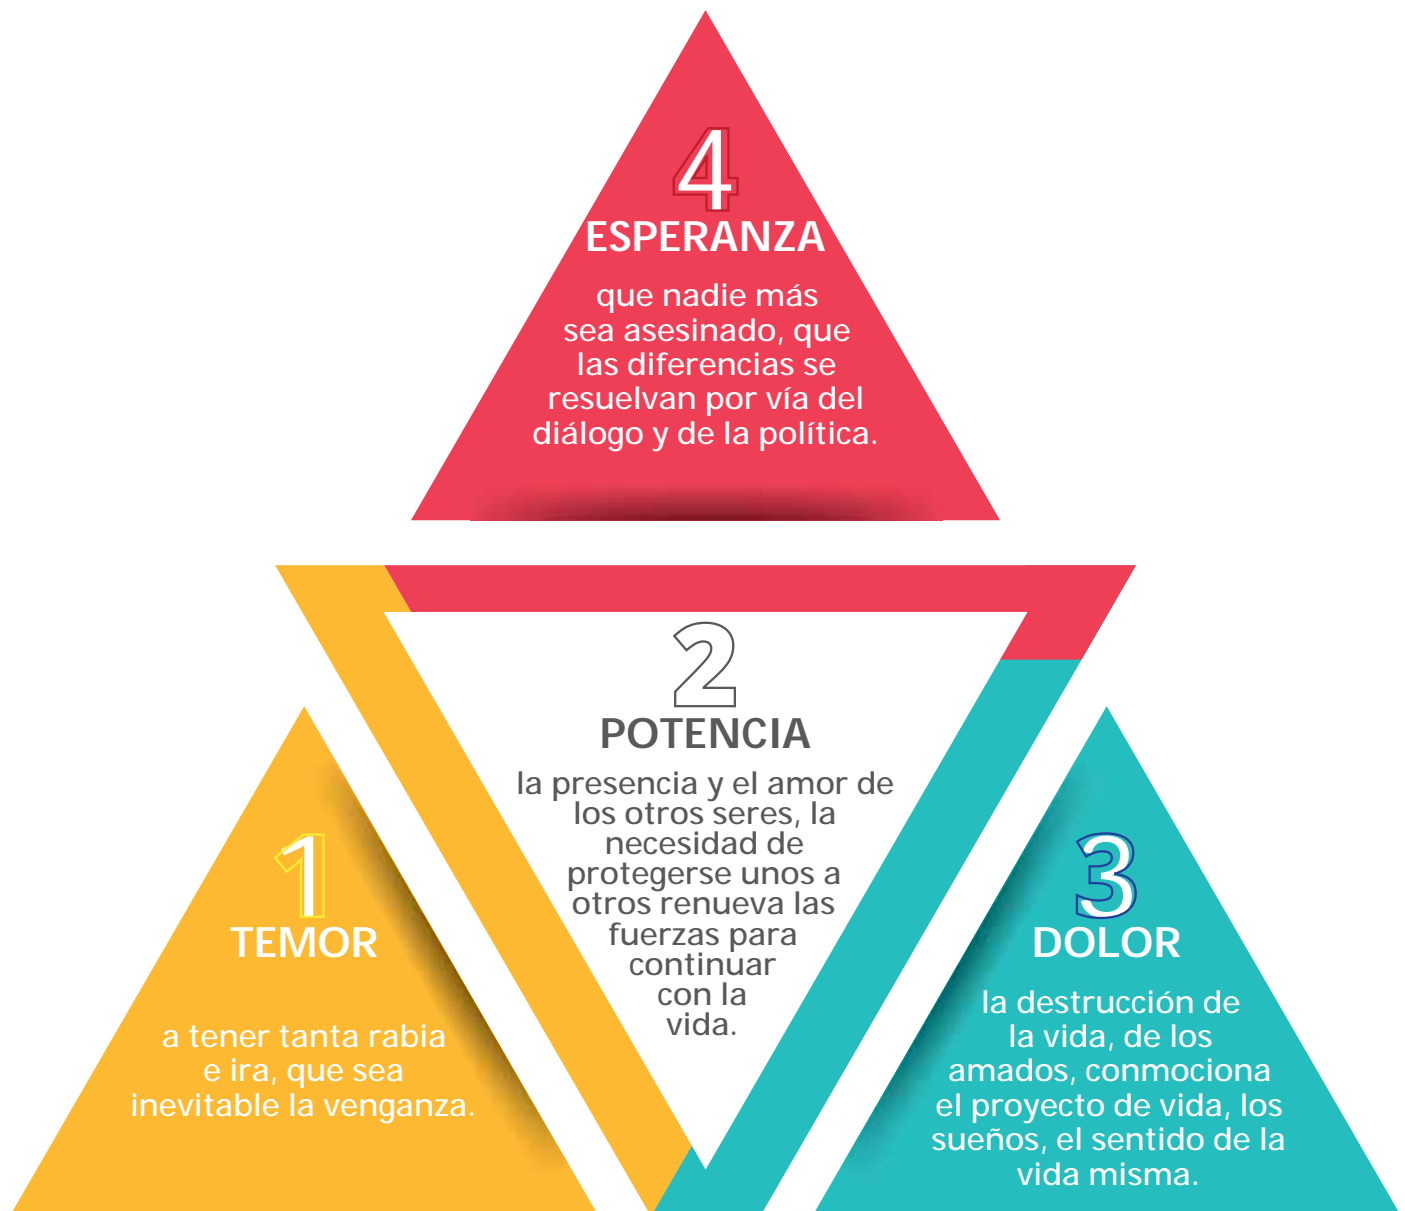 4
ESPERANZA
que nadie más
sea asesinado, que
las diferencias se
resuelvan por vía del
diálogo y de la política.
2
POTENCIA
la presencia y el amor de
los otros seres, la
necesidad de
protegerse unos a
otros renueva las
fuerzas para
continuar
con la
vida.
1
TEMOR
a tener tanta rabia
e ira, que sea
inevitable la venganza.
3
DOLOR
la destrucción de
la vida, de los
amados, conmociona
el proyecto de vida, los
sueños, el sentido de la
vida misma.